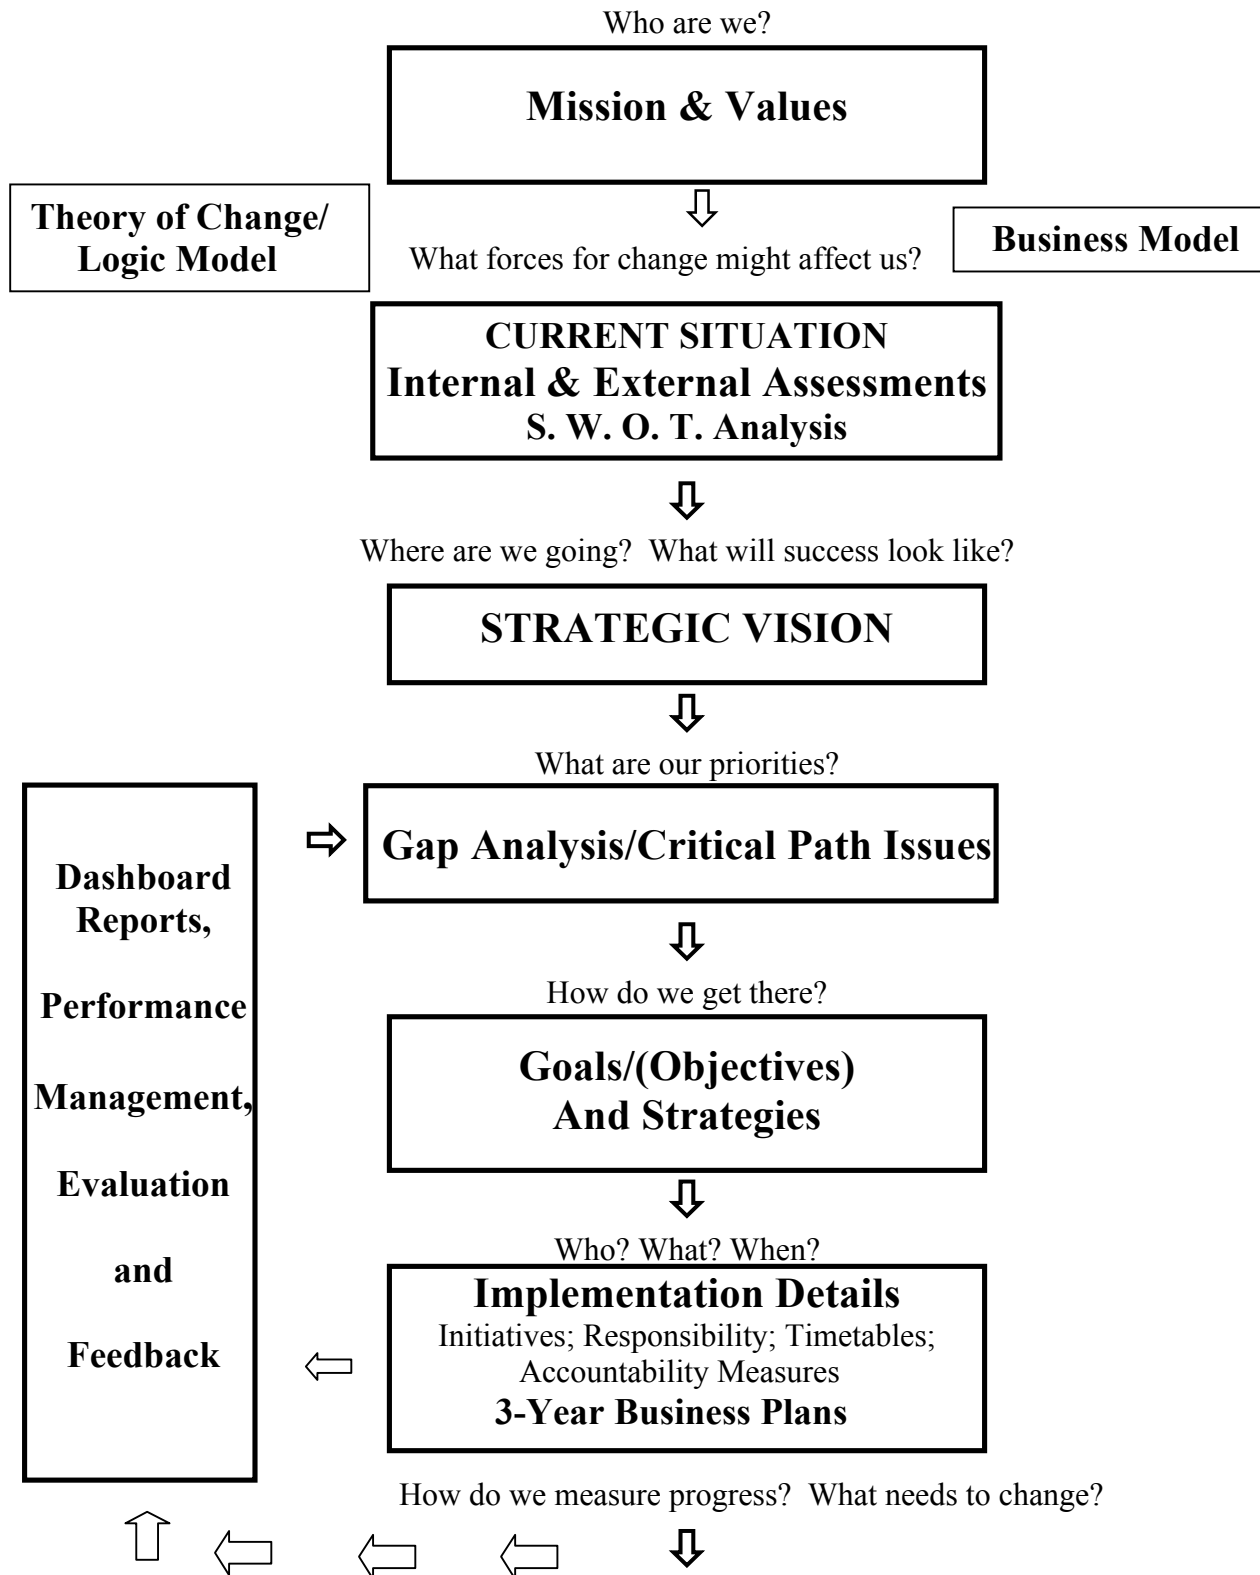 Who are we?
Mission & Values
Theory of Change/
Logic Model
What forces for change might affect us?
Business Model
CURRENT SITUATION
Internal & External Assessments
S. W. O. T. Analysis
Where are we going?  What will success look like?
STRATEGIC VISION
What are our priorities?
Gap Analysis/Critical Path Issues
Dashboard
Reports,
Performance
Management,
Evaluation
and
Feedback
How do we get there?
Goals/(Objectives)
And Strategies
Who? What? When?
Implementation Details
Initiatives; Responsibility; Timetables;
Accountability Measures
3-Year Business Plans
How do we measure progress?  What needs to change?